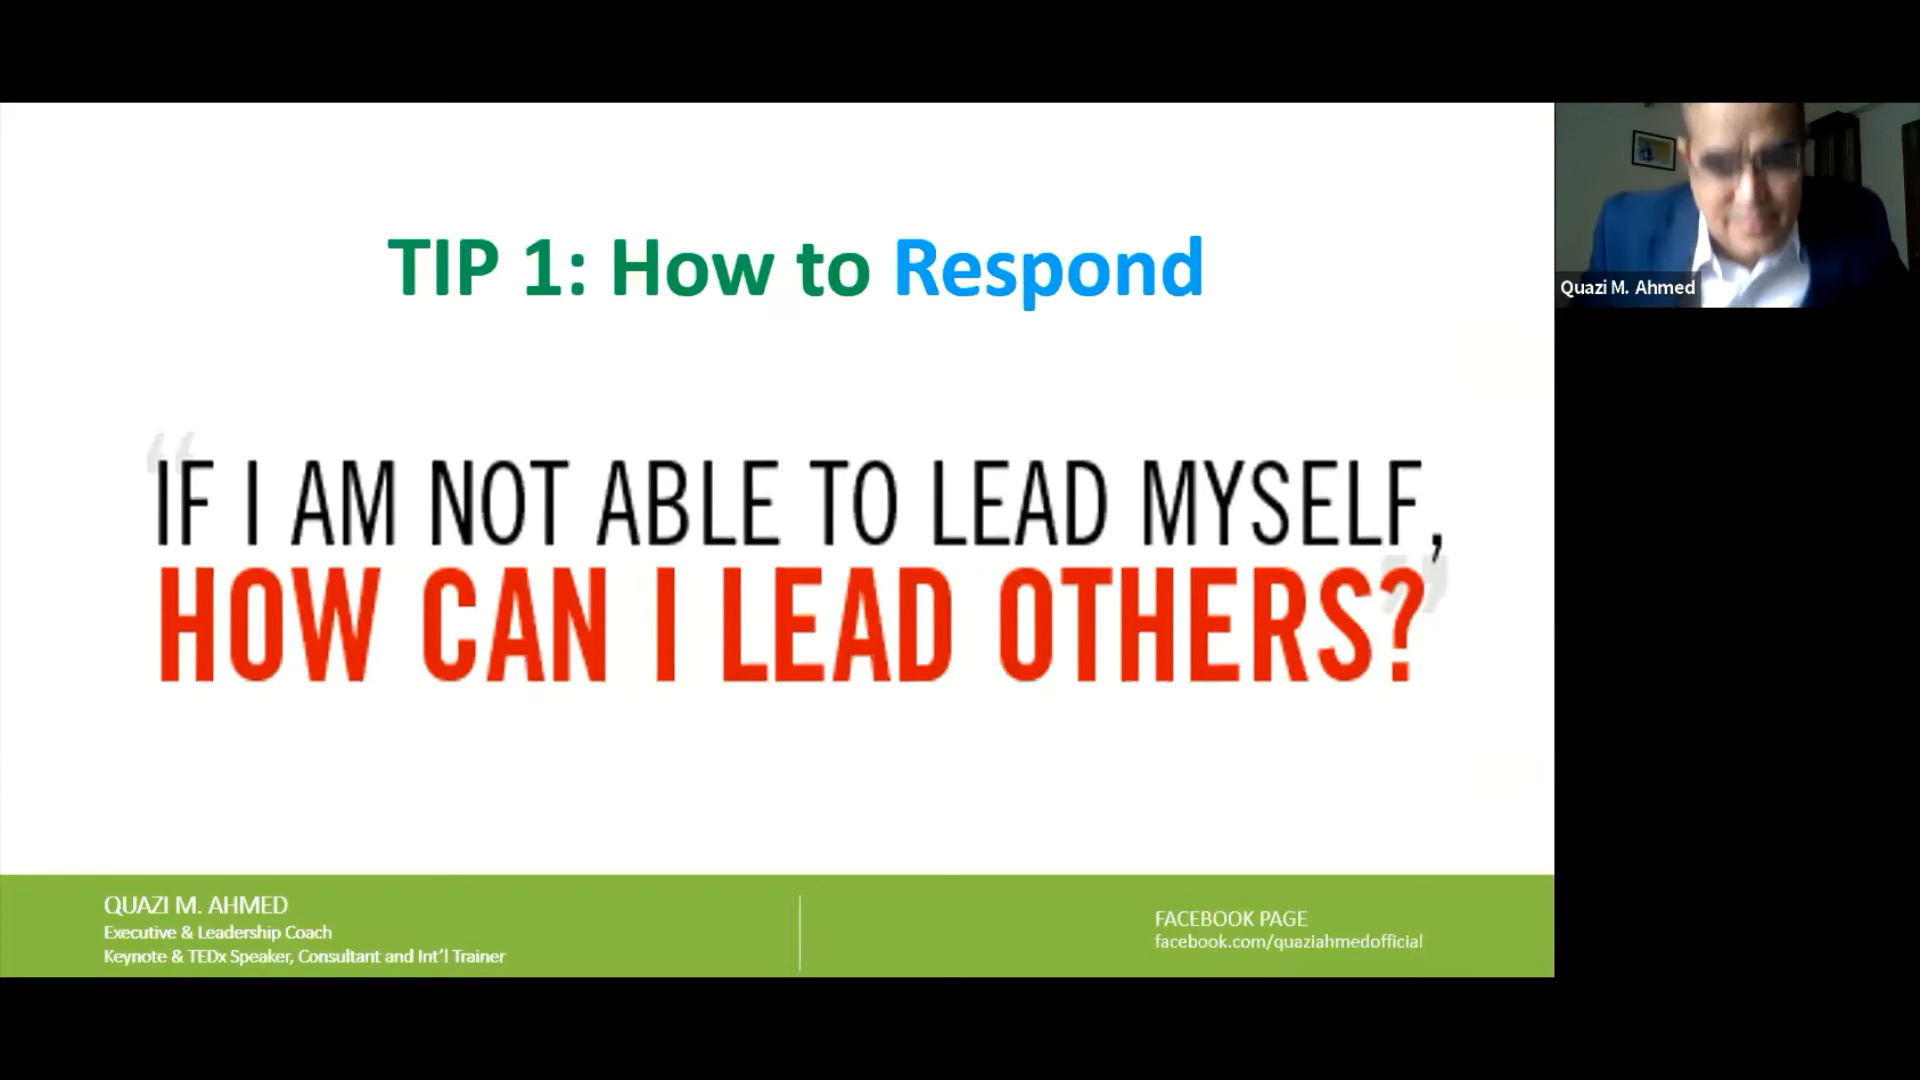 TIP 1: How to Respond
“IF I AM NOT ABLE TO LEAD MYSELF,
HOW CAN I LEAD OTHERS?”
QUAZI M. AHMED
Executive & Leadership Coach
Keynote & TEDx Speaker, Consultant and Int'l Trainer
FACEBOOK PAGE
facebook.com/quaziahmedofficial
Quazi M. Ahmed